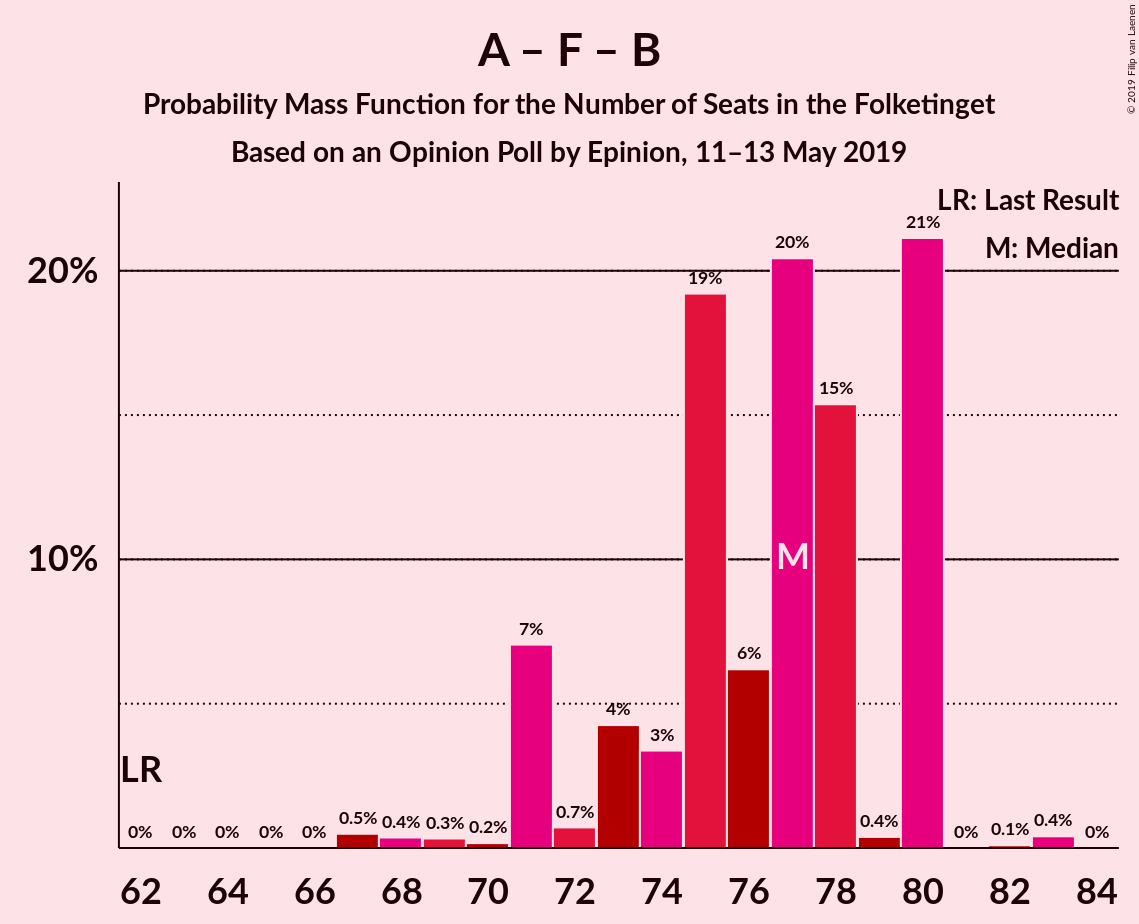 A – F – B
Probability Mass Function for the Number of Seats in the Folketinget
Based on an Opinion Poll by Epinion, 11–13 May 2019
© 2019 Filip van Laenen
LR: Last Result
M: Median
20%
10%
LR
M
0% 0% 0% 0% 0% 0.5% 0.4% 0.3% 0.2% 7% 0.7% 4% 3% 19% 6% 20% 15% 0.4% 21% 0% 0.1% 0.4% 0%
62 64 66 68 70 72 74 76 78 80 82 84